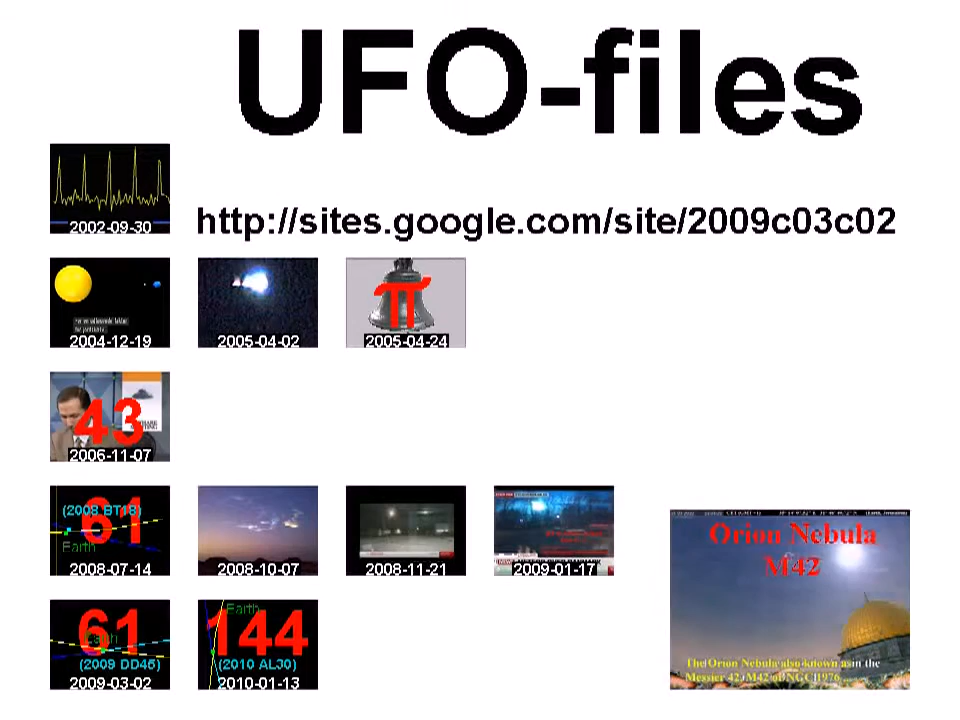 UFO-files
2002-09-30
http://sites.google.com/site/2009c03c02
2004-12-19
2005-04-02
π
2005-04-24
43
2006-11-07
61
(2008 BT18)
Earth
2008-07-14
2008-10-07
2008-11-21
2009-01-17
Orion Nebula
M42
The Orion Nebula also known as in the
Messier 42, M42 of NGC 1976
61
Earth
(2009 DD45)
2009-03-02
Earth
144
(2010 AL30)
2010-01-13